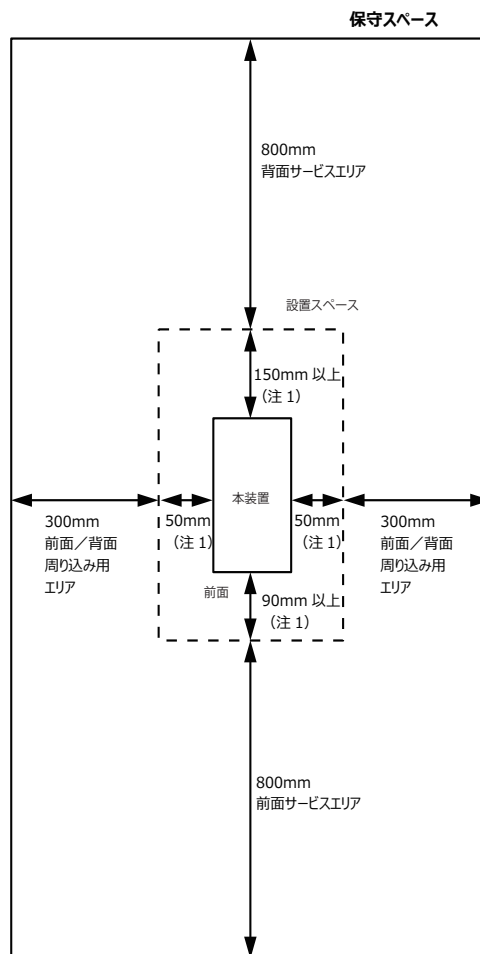 保守スペース
800mm
背面サービスエリア
設置スペース
150mm 以上
（注 1）
本装置
300mm
前面／背面
周り込み用
エリア
50mm
（注 1）
50mm
（注 1）
300mm
前面／背面
周り込み用
エリア
前面
90mm 以上
（注 1）
800mm
前面サービスエリア